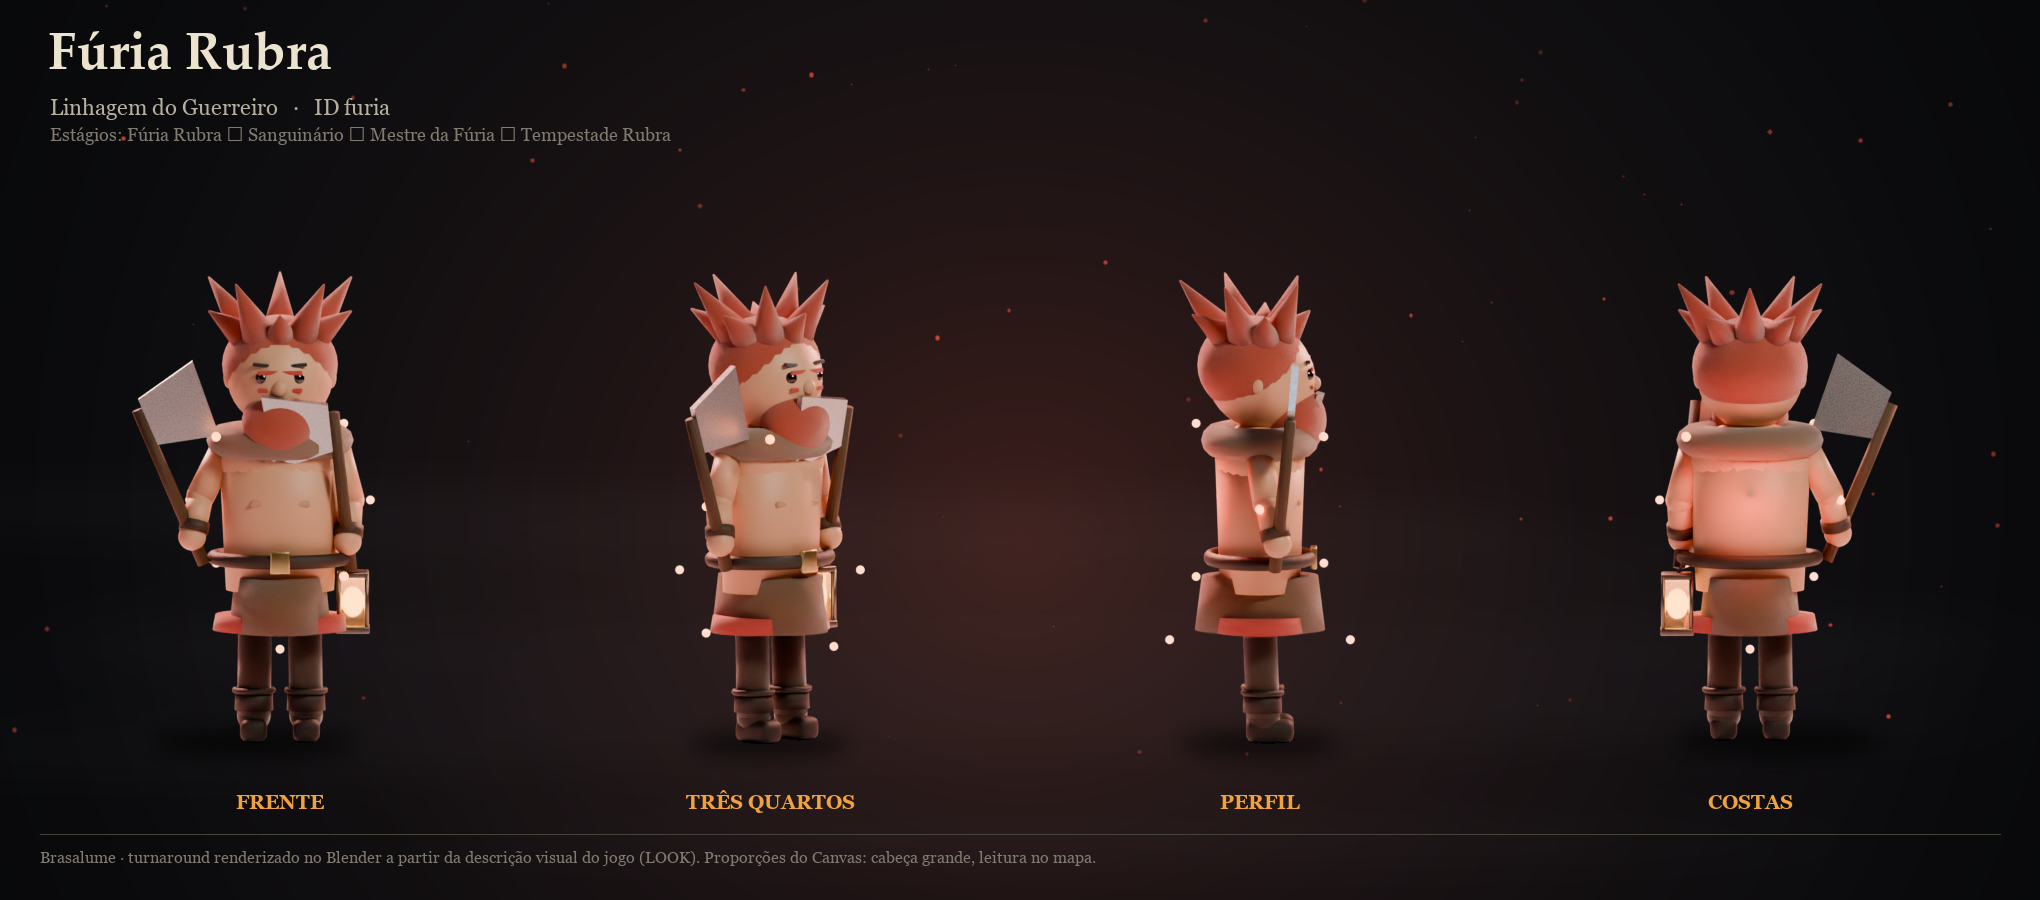 Fúria Rubra
Linhagem do Guerreiro · ID furia
Estágios: Fúria Rubra □ Sanguinário □ Mestre da Fúria □ Tempestade Rubra
FRENTE
TRÊS QUARTOS
PERFIL
COSTAS
Brasalume · turnaround renderizado no Blender a partir da descrição visual do jogo (LOOK). Proporções do Canvas: cabeça grande, leitura no mapa.